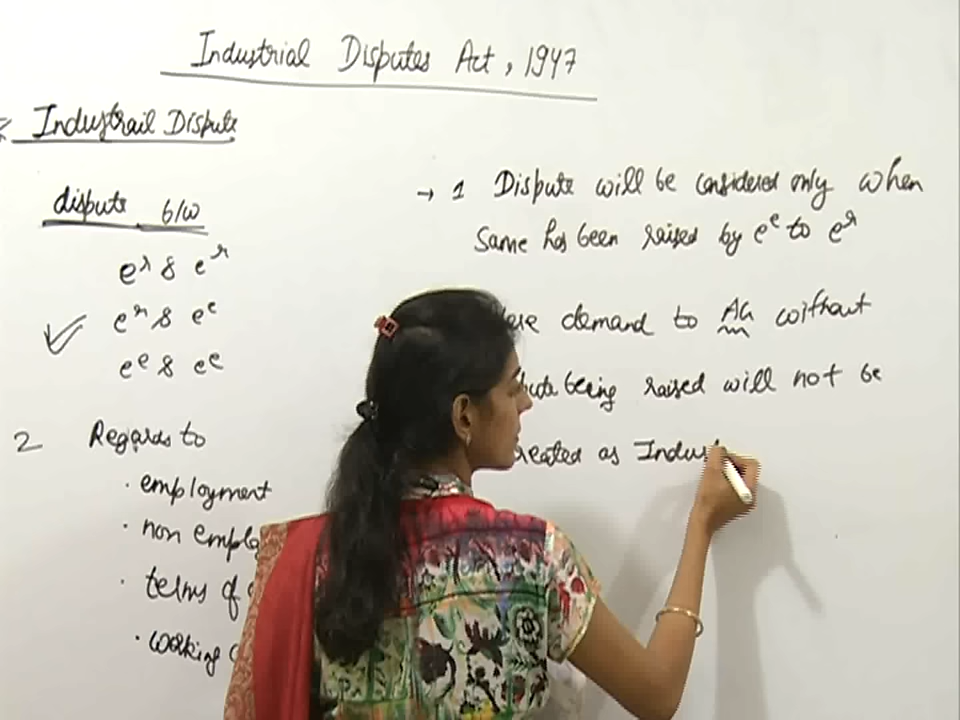 Industrial Disputes Act, 1947
Industrail Dispute
dispute b/w
eʳ & eʳ
eʳ & eᵉ
eᵉ & eᵉ
2 Regards to
· employment
· non emplo
· terms of
· working
→ 1 Dispute will be considered only when
Same has been raised by eᵉ to eʳ
demand to AG without
being raised will not be
as Indus